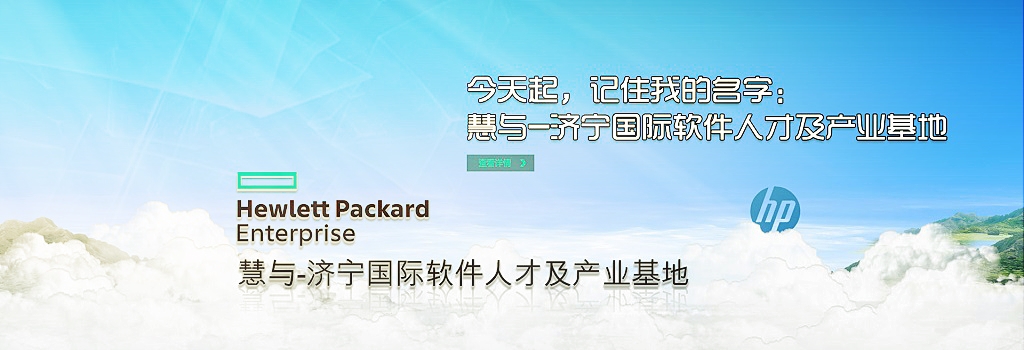 今天起，记住我的名字：
慧与-济宁国际软件人才及产业基地
查看详情 》
Hewlett Packard
Enterprise
hp
慧与-济宁国际软件人才及产业基地